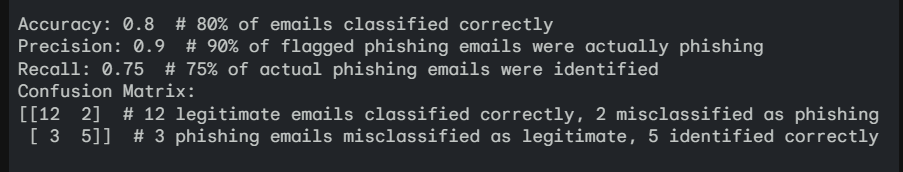 Accuracy: 0.8  # 80% of emails classified correctly
Precision: 0.9  # 90% of flagged phishing emails were actually phishing
Recall: 0.75  # 75% of actual phishing emails were identified
Confusion Matrix:
[[12  2]  # 12 legitimate emails classified correctly, 2 misclassified as phishing
 [ 3  5]]  # 3 phishing emails misclassified as legitimate, 5 identified correctly